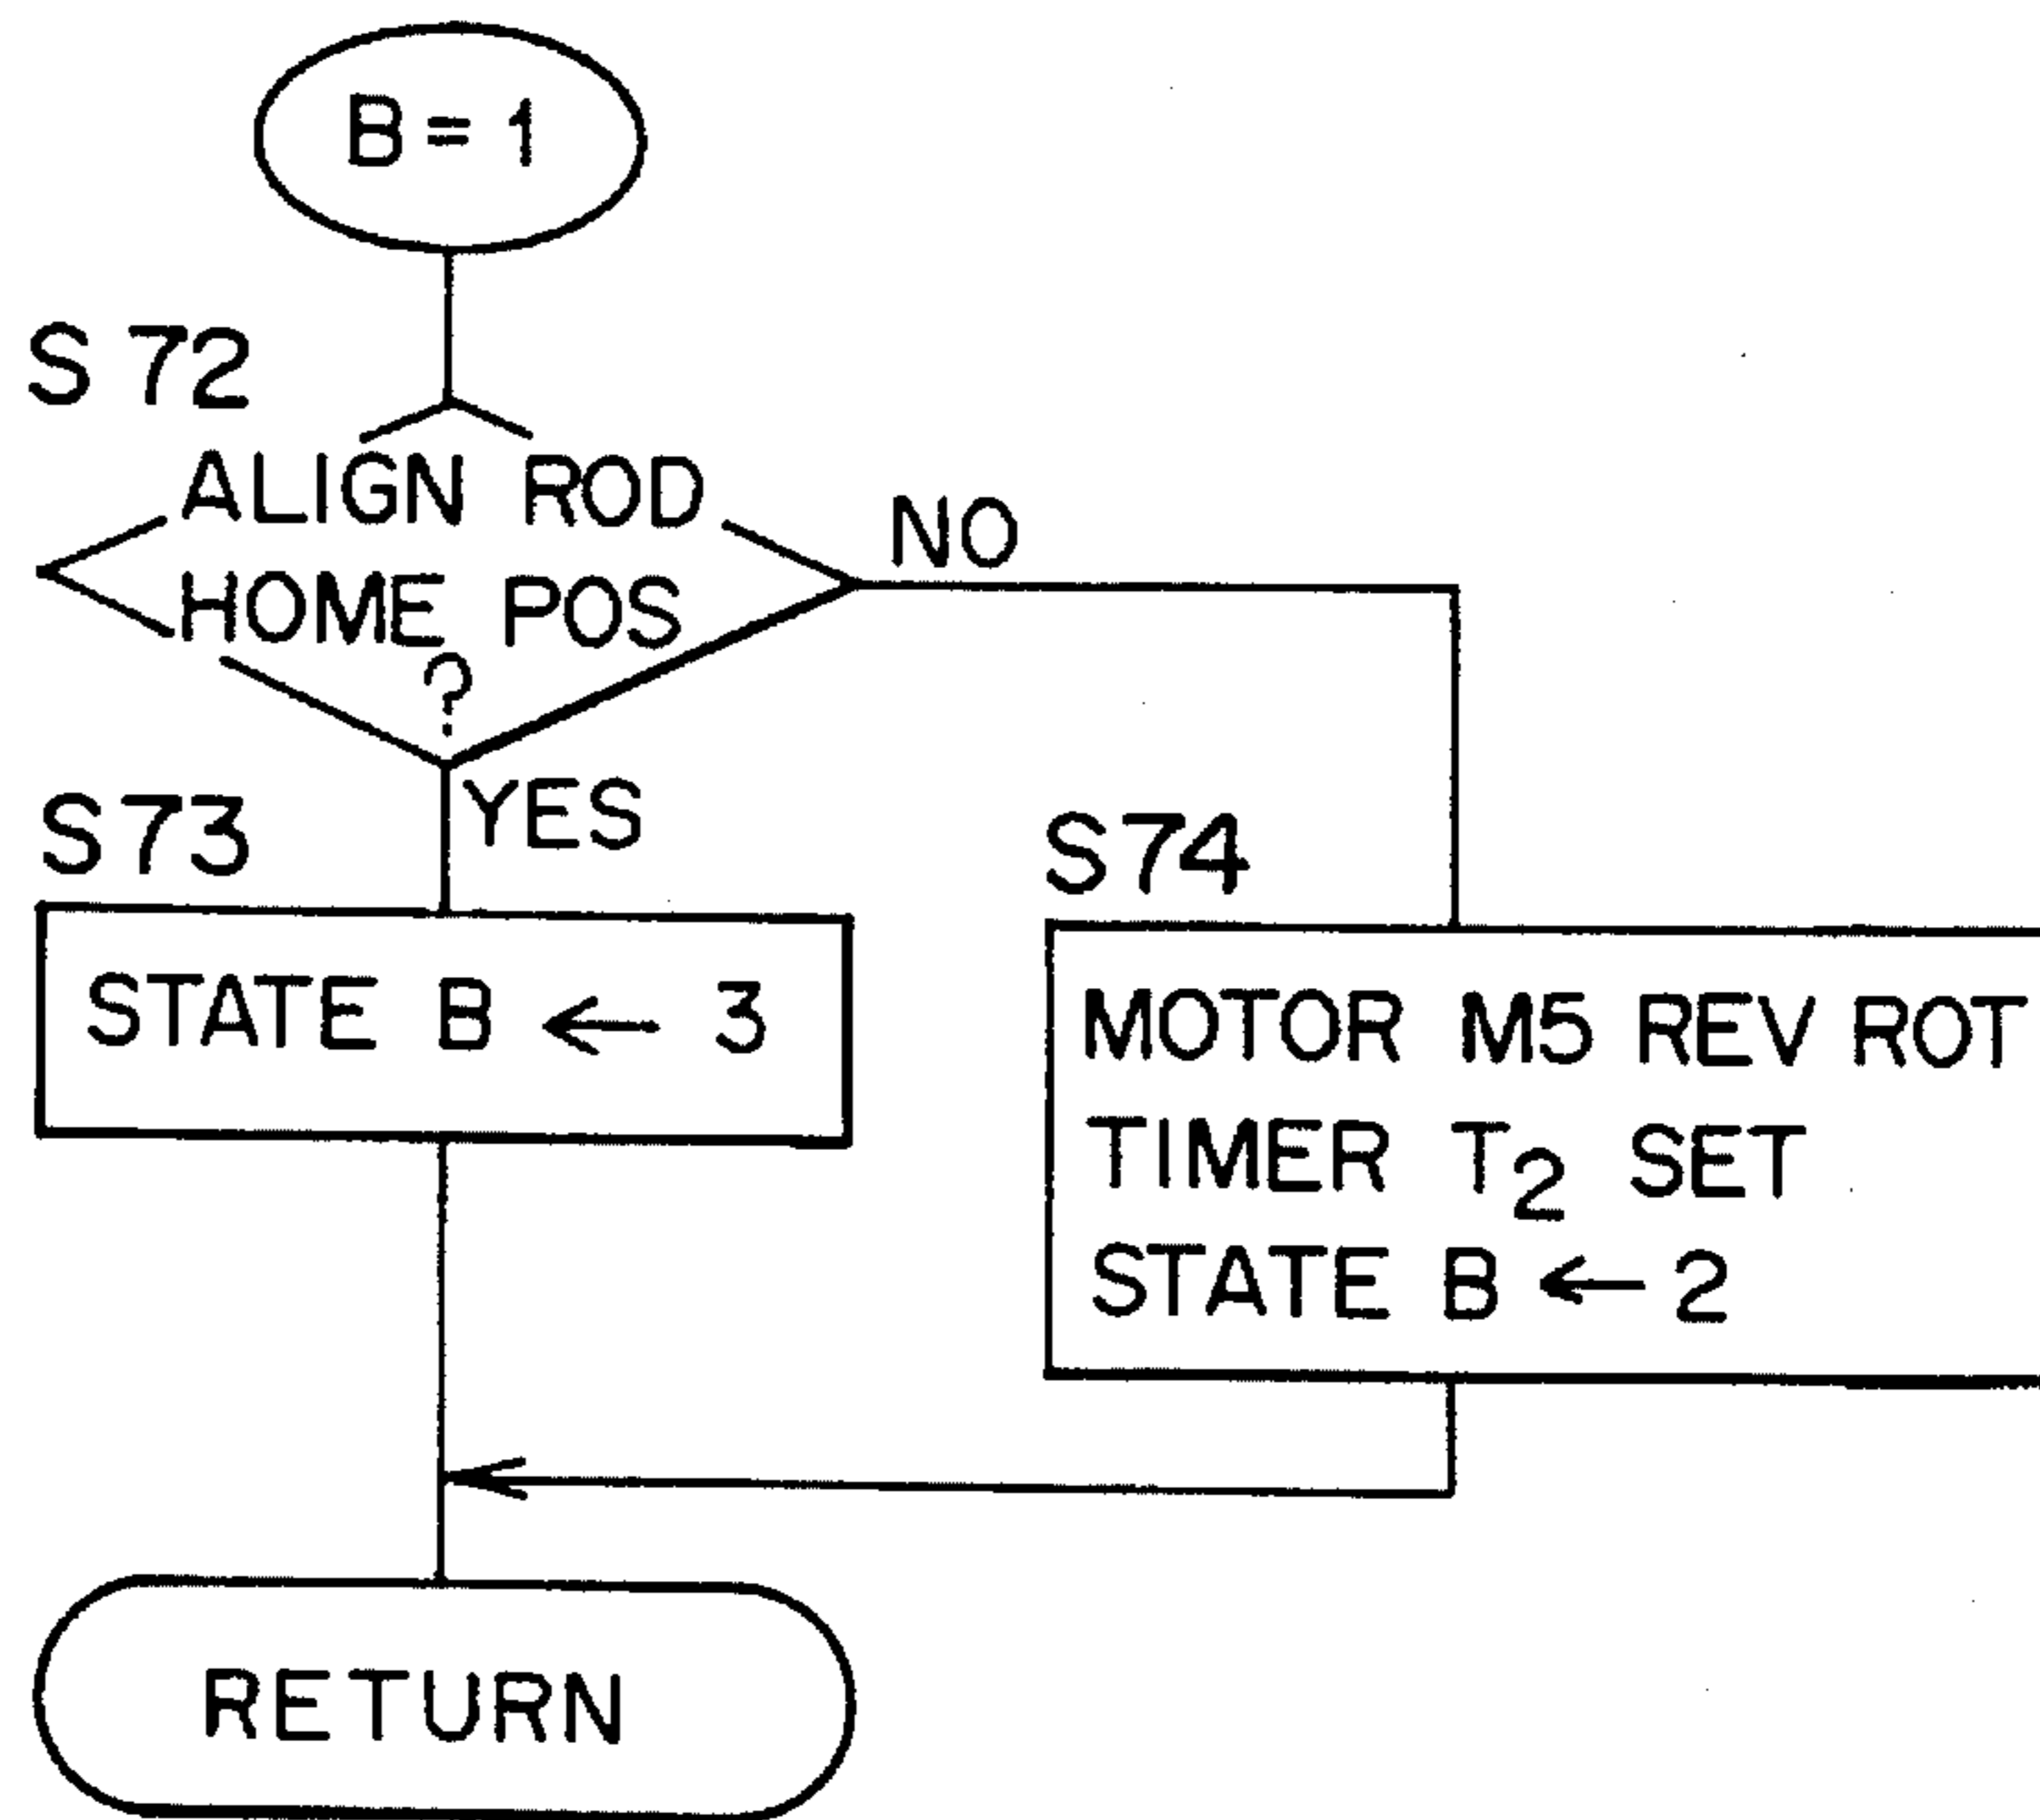 B = 1
S 72
ALIGN ROD
HOME POS
?
NO
YES
S73
STATE B ← 3
S74
MOTOR M5 REV ROT
TIMER T₂ SET
STATE B ← 2
RETURN